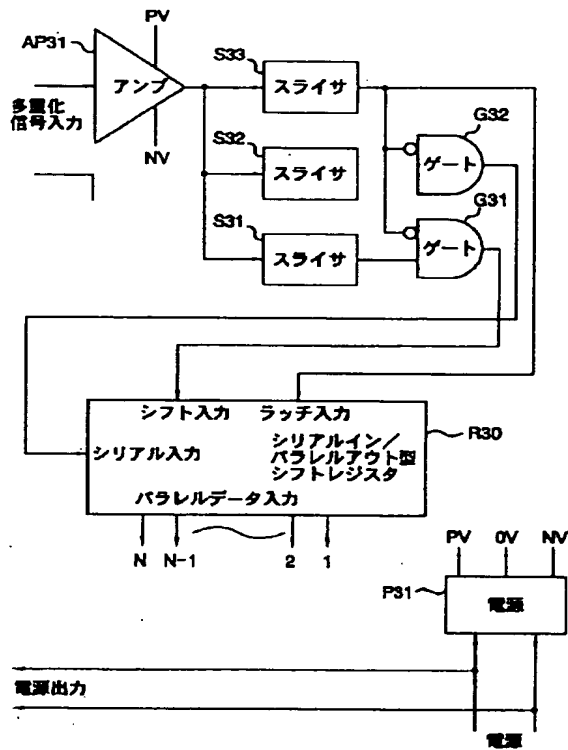 PV
AP31
アンプ
多重化
信号入力
NV
S33
スライサ
G32
ゲート
S32
スライサ
G31
ゲート
S31
スライサ
シフト入力
ラッチ入力
R30
シリアル入力
シリアルイン/
パラレルアウト型
シフトレジスタ
パラレルデータ入力
N
N-1
2
1
PV
0V
NV
P31
電源
電源出力
電源